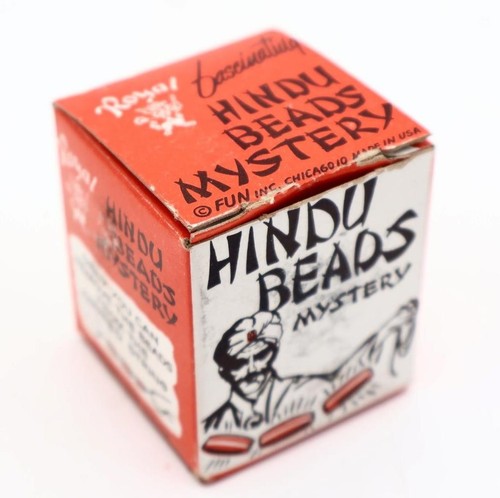 Royal
fascinating
HINDU
BEADS
MYSTERY
© FUN INC. CHICAGO 10 MADE IN USA
HINDU
BEADS
MYSTERY
Royal
HINDU
BEADS
MYSTERY
CAN